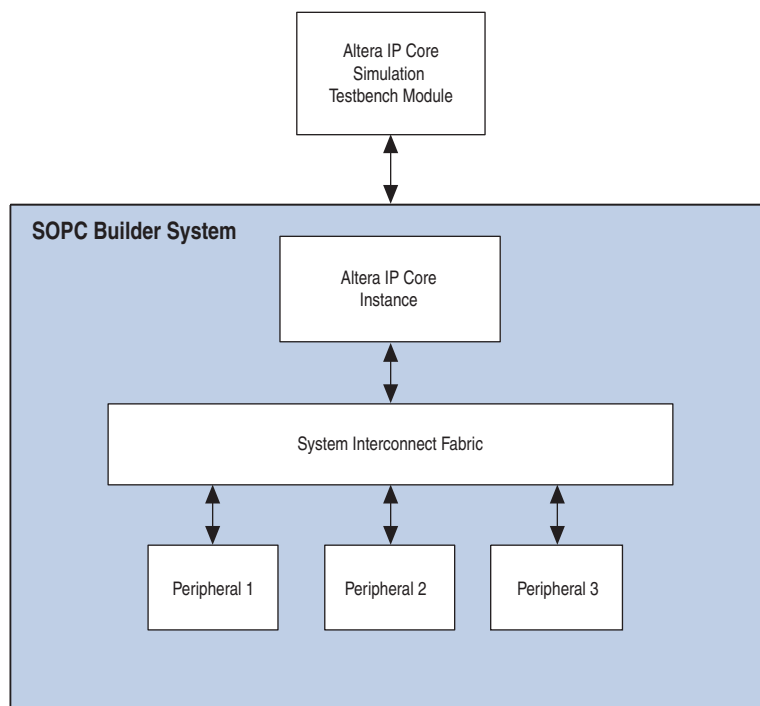 Altera IP Core
Simulation
Testbench Module
SOPC Builder System
Altera IP Core
Instance
System Interconnect Fabric
Peripheral 1
Peripheral 2
Peripheral 3